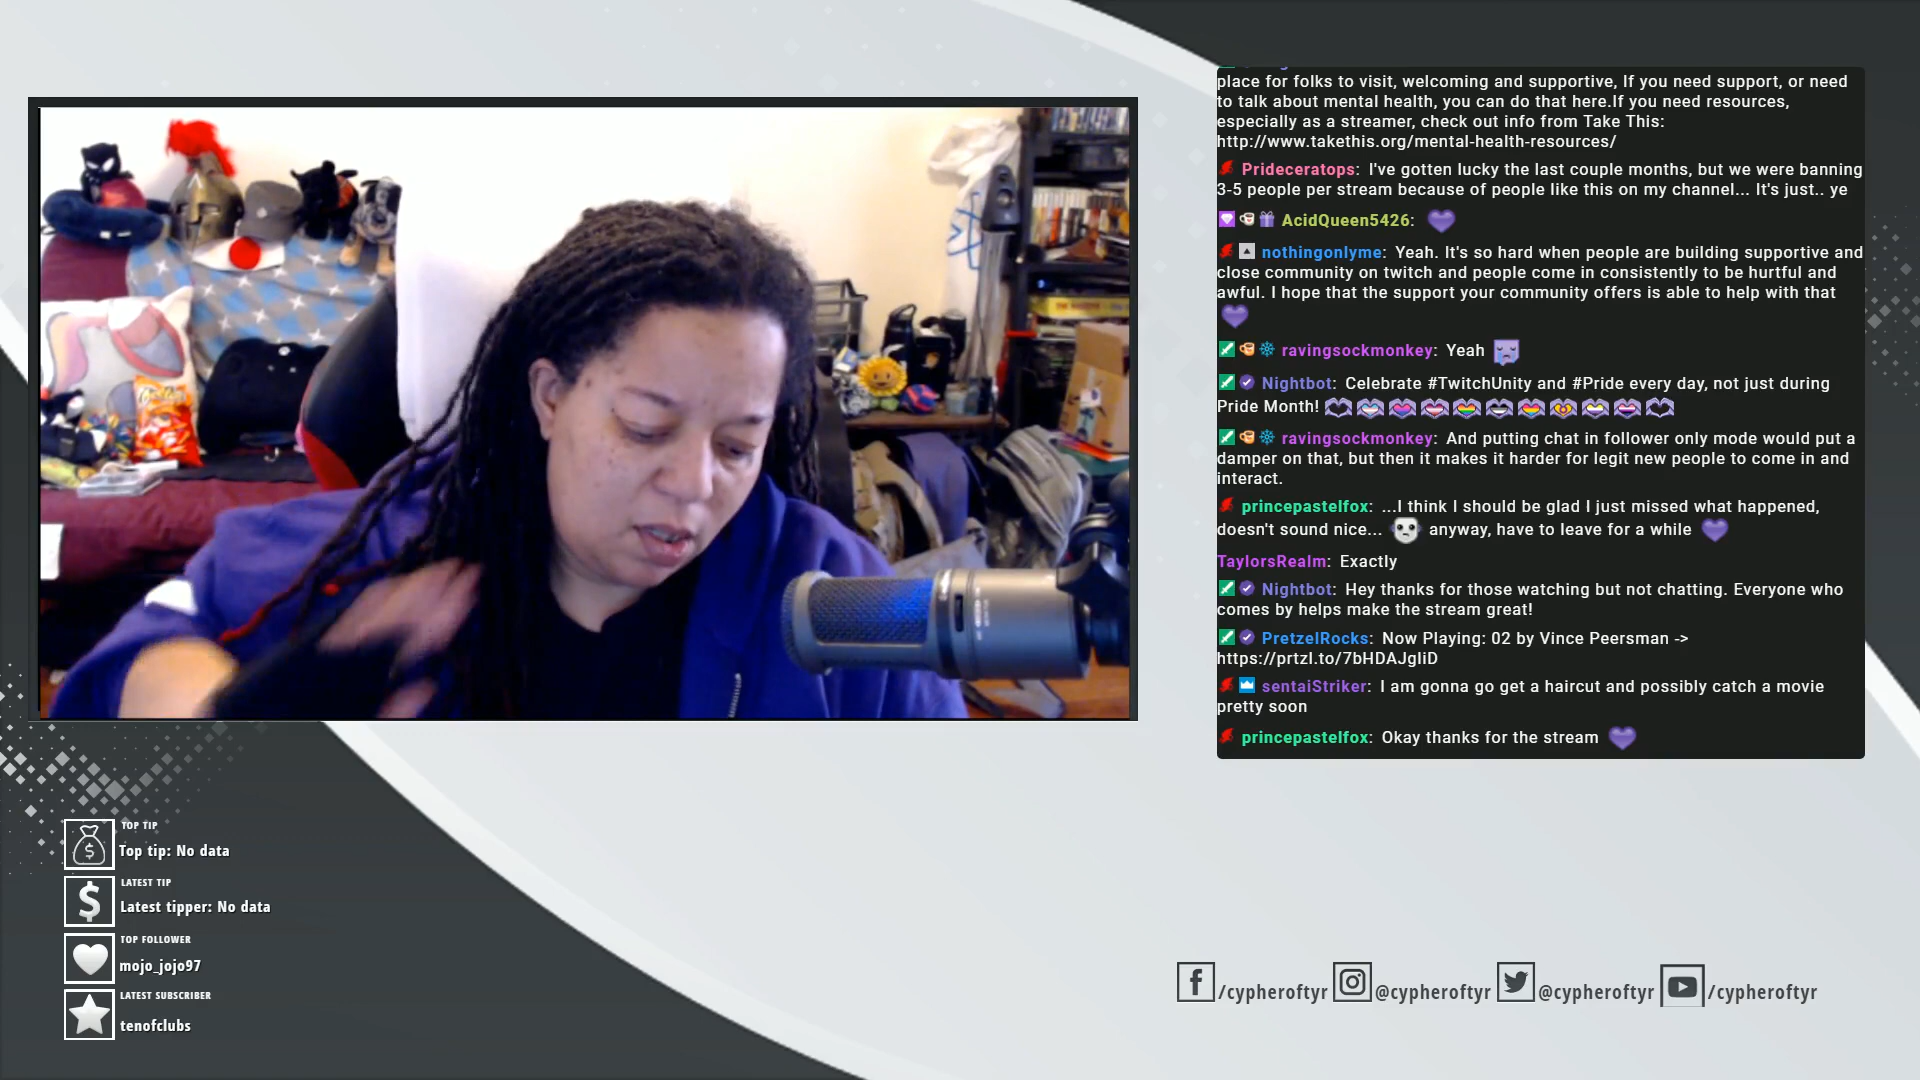 place for folks to visit, welcoming and supportive, If you need support, or need
to talk about mental health, you can do that here.If you need resources,
especially as a streamer, check out info from Take This:
http://www.takethis.org/mental-health-resources/
Prideceratops: I've gotten lucky the last couple months, but we were banning
3-5 people per stream because of people like this on my channel... It's just.. ye
AcidQueen5426:
nothingonlyme: Yeah. It's so hard when people are building supportive and
close community on twitch and people come in consistently to be hurtful and
awful. I hope that the support your community offers is able to help with that
ravingsockmonkey: Yeah
Nightbot: Celebrate #TwitchUnity and #Pride every day, not just during
Pride Month!
ravingsockmonkey: And putting chat in follower only mode would put a
damper on that, but then it makes it harder for legit new people to come in and
interact.
princepastelfox: ...I think I should be glad I just missed what happened,
doesn't sound nice... anyway, have to leave for a while
TaylorsRealm: Exactly
Nightbot: Hey thanks for those watching but not chatting. Everyone who
comes by helps make the stream great!
PretzelRocks: Now Playing: 02 by Vince Peersman ->
https://prtzl.to/7bHDAJgliD
sentaiStriker: I am gonna go get a haircut and possibly catch a movie
pretty soon
princepastelfox: Okay thanks for the stream
TOP TIP
Top tip: No data
LATEST TIP
Latest tipper: No data
TOP FOLLOWER
mojo_jojo97
LATEST SUBSCRIBER
tenofclubs
/cypheroftyr @cypheroftyr @cypheroftyr /cypheroftyr